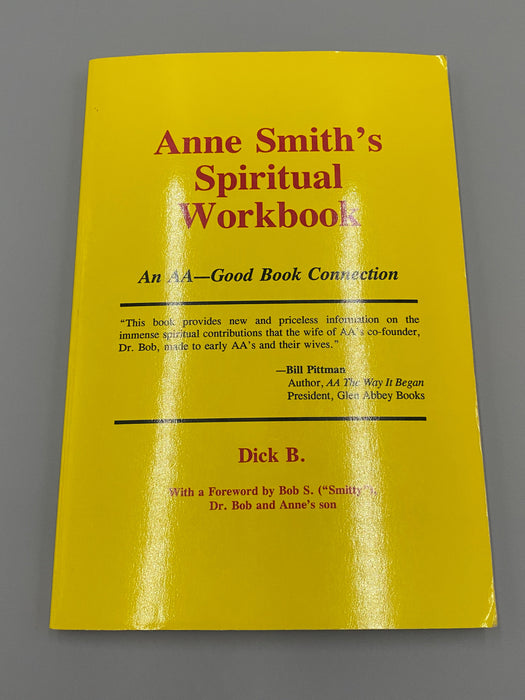 Anne Smith's
Spiritual
Workbook
An AA—Good Book Connection
"This book provides new and priceless information on the
immense spiritual contributions that the wife of AA's co-founder,
Dr. Bob, made to early AA's and their wives."
—Bill Pittman
Author, AA The Way It Began
President, Glen Abbey Books
Dick B.
With a Foreword by Bob S. ("Smitty"),
Dr. Bob and Anne's son